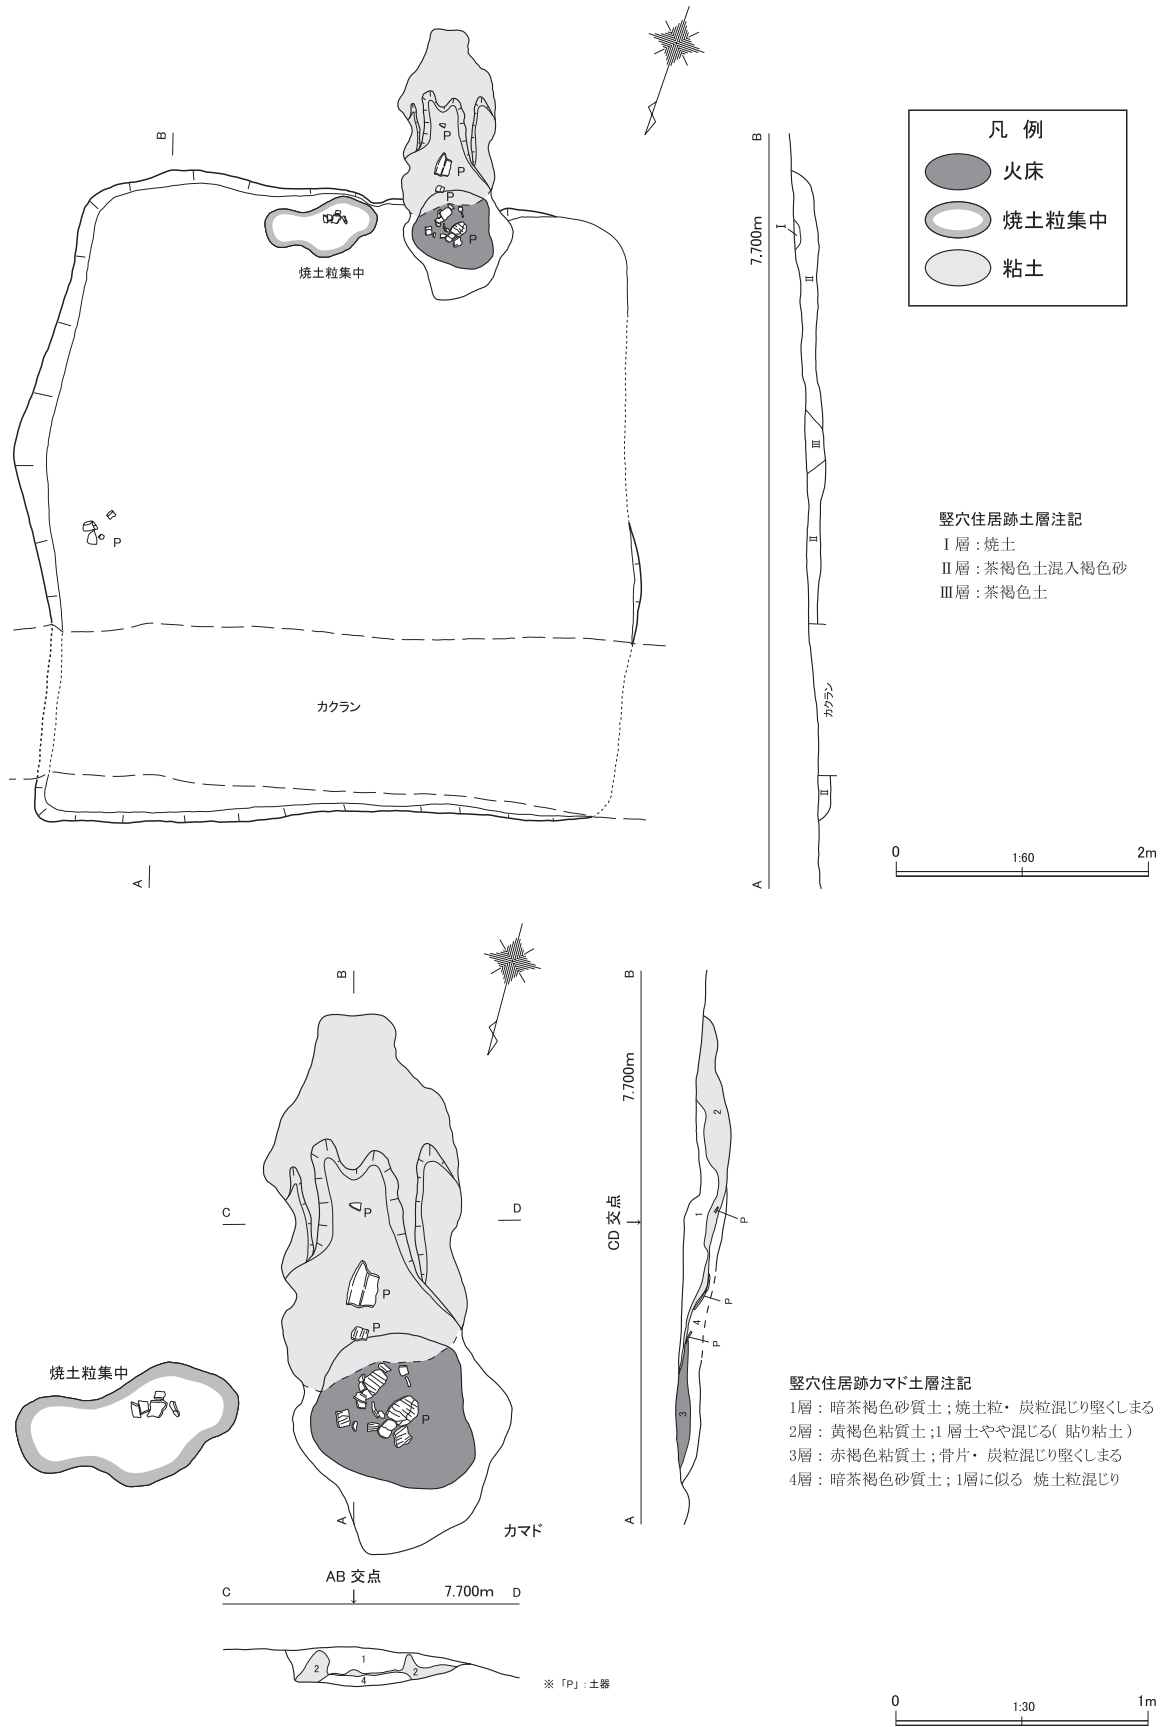 B
P
P
P
P
焼土粒集中
P
カクラン
A
B
7.700m
Ⅰ
Ⅱ
Ⅲ
Ⅱ
カクラン
Ⅱ
A
凡 例
火床
焼土粒集中
粘土
竪穴住居跡土層注記
Ⅰ層：焼土
Ⅱ層：茶褐色土混入褐色砂
Ⅲ層：茶褐色土
0 1:60 2m
B
C
D
P
P
P
P
焼土粒集中
A
カマド
B
7.700m
2
CD 交点
1
P
P
4
P
3
A
竪穴住居跡カマド土層注記
1層：暗茶褐色砂質土；焼土粒・炭粒混じり堅くしまる
2層：黄褐色粘質土；1層土やや混じる（貼り粘土）
3層：赤褐色粘質土；骨片・炭粒混じり堅くしまる
4層：暗茶褐色砂質土；1層に似る 焼土粒混じり
AB 交点
C 7.700m D
1
2
2
4
※「P」：土器
0 1:30 1m